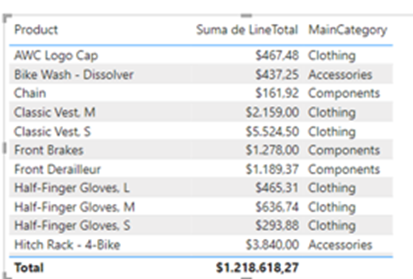 Product Suma de LineTotal MainCategory
AWC Logo Cap $467,48 Clothing
Bike Wash - Dissolver $437,25 Accessories
Chain $161,92 Components
Classic Vest, M $2.159,00 Clothing
Classic Vest, S $5.524,50 Clothing
Front Brakes $1.278,00 Components
Front Derailleur $1.189,37 Components
Half-Finger Gloves, L $465,31 Clothing
Half-Finger Gloves, M $636,74 Clothing
Half-Finger Gloves, S $293,88 Clothing
Hitch Rack - 4-Bike $3.840,00 Accessories
Total $1.218.618,27